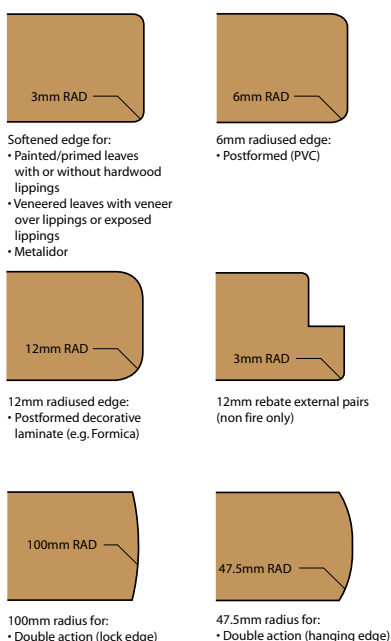 3mm RAD
Softened edge for:
• Painted/primed leaves
with or without hardwood
lippings
• Veneered leaves with veneer
over lippings or exposed
lippings
• Metalidor
6mm RAD
6mm radiused edge:
• Postformed (PVC)
12mm RAD
12mm radiused edge:
• Postformed decorative
laminate (e.g. Formica)
3mm RAD
12mm rebate external pairs
(non fire only)
100mm RAD
100mm radius for:
• Double action (lock edge)
47.5mm RAD
47.5mm radius for:
• Double action (hanging edge)